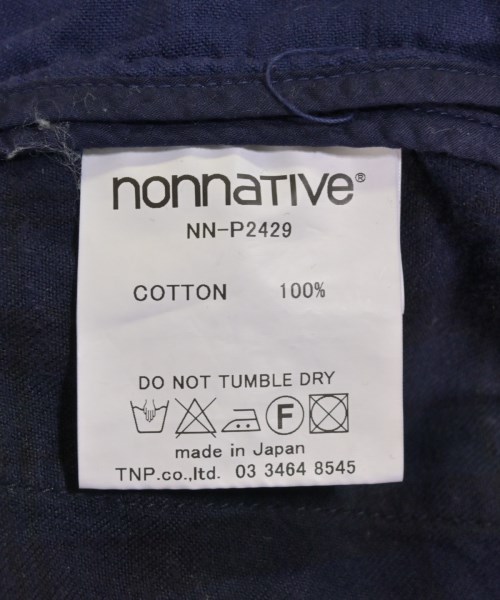 nonnative®
NN-P2429
COTTON 100%
DO NOT TUMBLE DRY
F
made in Japan
TNP.co.,ltd. 03 3464 8545